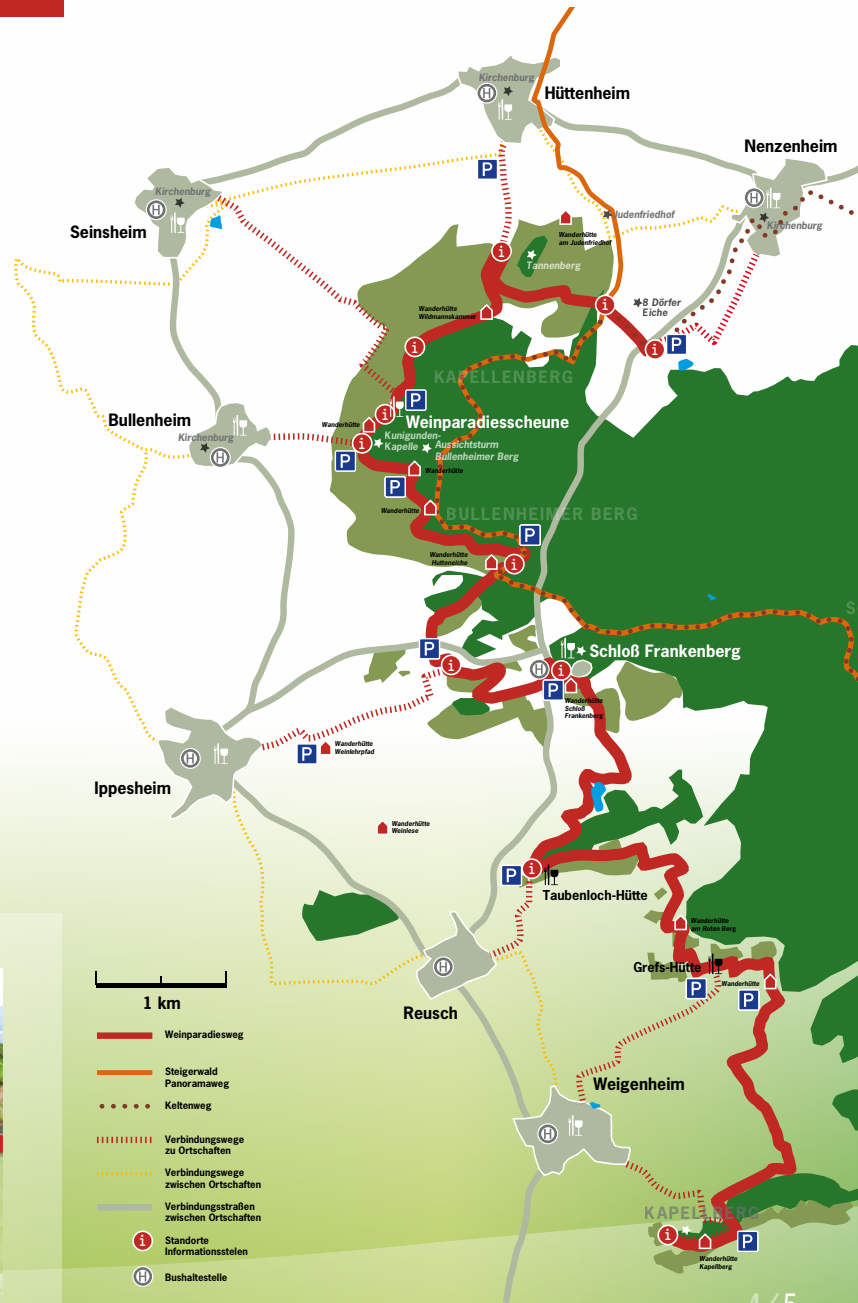 Kirchenburg
H
Hüttenheim
Nenzenheim
P
Kirchenburg
H
Seinsheim
H
Kirchenburg
Judenfriedhof
Wanderhütte
am Judenfriedhof
i
Tannenberg
8 Dörfer
Eiche
i
Wanderhütte
Wildmannskammer
i
i
P
KAPELLENBERG
P
Bullenheim
Kirchenburg
H
i
Weinparadiesscheune
Wanderhütte
i
Kunigunden-
Kapelle
Aussichtsturm
Bullenheimer Berg
P
Wanderhütte
P
Wanderhütte
BULLENHEIMER BERG
P
Wanderhütte
Hutteneiche
i
S
P
i
H
i
Schloß Frankenberg
P
Wanderhütte
Schloß
Frankenberg
H
P
Wanderhütte
Weinlehrpfad
Ippesheim
Wanderhütte
Weinlese
P
i
Taubenloch-Hütte
Wanderhütte
am Roten Berg
H
Grefs-Hütte
P
Wanderhütte
P
Reusch
1 km
Weinparadiesweg
Steigerwald
Panoramaweg
Keltenweg
Verbindungswege
zu Ortschaften
Verbindungswege
zwischen Ortschaften
Verbindungsstraßen
zwischen Ortschaften
i
Standorte
Informationsstelen
H
Bushaltestelle
Weigenheim
H
KAPELLBERG
i
P
Wanderhütte
Kapellberg
4/5